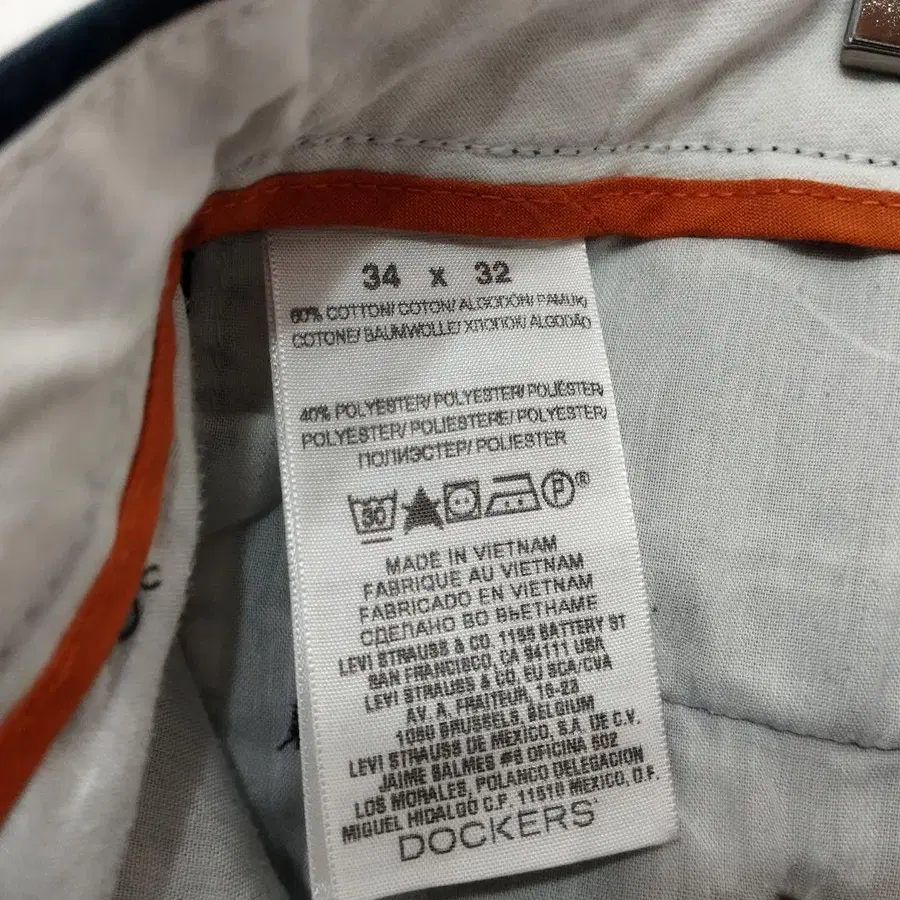 34 x 32
60% COTTON/ COTON/ ALGODÓN/ PAMUK/
COTONE/ BAUMWOLLE/ ХЛОПОК/ ALGODÃO
40% POLYESTER/ POLYESTER/ POLIÉSTER/
POLYESTER/ POLIESTERE/ POLYESTER/
ПОЛИЭСТЕР/ POLIESTER
30 P®
MADE IN VIETNAM
FABRIQUE AU VIETNAM
FABRICADO EN VIETNAM
СДЕЛАНО ВО ВЬЕТНАМЕ
LEVI STRAUSS & CO. 1155 BATTERY ST
SAN FRANCISCO, CA 94111 USA
LEVI STRAUSS & CO. EU SCA/CVA
AV. A. FRAITEUR, 15-23
1050 BRUSSELS, BELGIUM
LEVI STRAUSS DE MEXICO, S.A. DE C.V.
JAIME BALMES #8 OFICINA 502
LOS MORALES, POLANCO DELEGACION
MIGUEL HIDALGO C.P. 11510 MEXICO, D.F.
DOCKERS